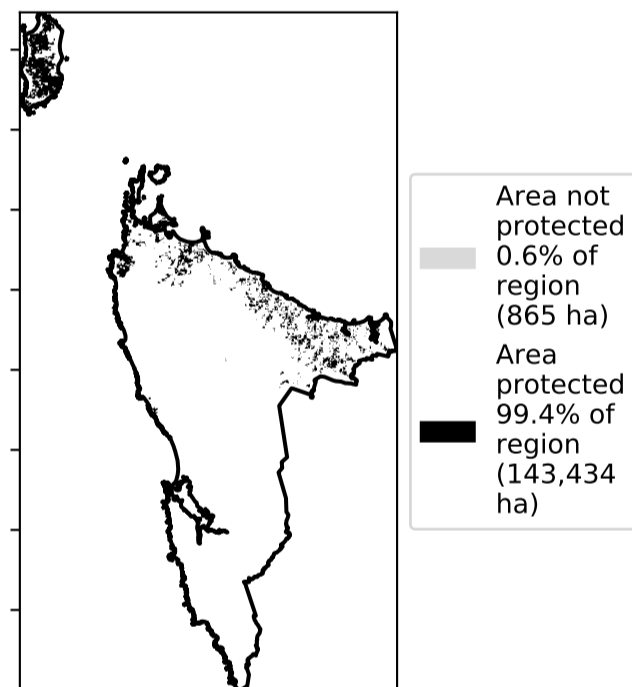 Area not
protected
0.6% of
region
(865 ha)
Area
protected
99.4% of
region
(143,434
ha)